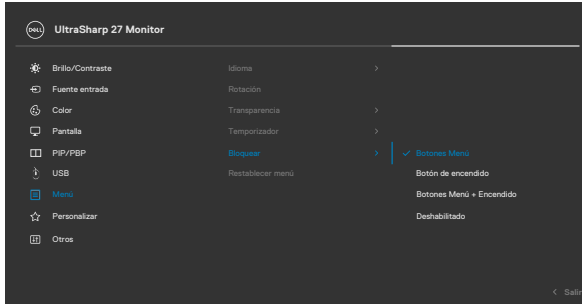 DELL UltraSharp 27 Monitor
Brillo/Contraste Idioma
Fuente entrada Rotación
Color Transparencia
Pantalla Temporizador
PIP/PBP Bloquear Botones Menú
USB Restablecer menú Botón de encendido
Menú Botones Menú + Encendido
Personalizar Deshabilitado
Otros
Salir